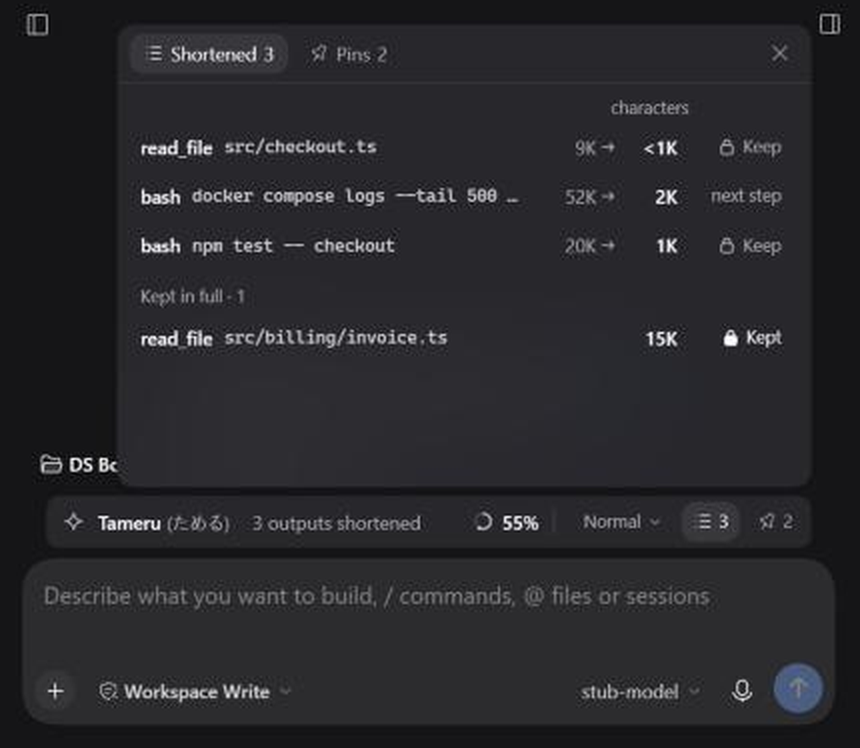 Shortened 3 Pins 2
characters
read_file src/checkout.ts 9K → <1K Keep
bash docker compose logs --tail 500 … 52K → 2K next step
bash npm test -- checkout 20K → 1K Keep
Kept in full · 1
read_file src/billing/invoice.ts 15K Kept
DS Bo
Tameru (ためる) 3 outputs shortened 55% Normal 3 2
Describe what you want to build, / commands, @ files or sessions
Workspace Write stub-model